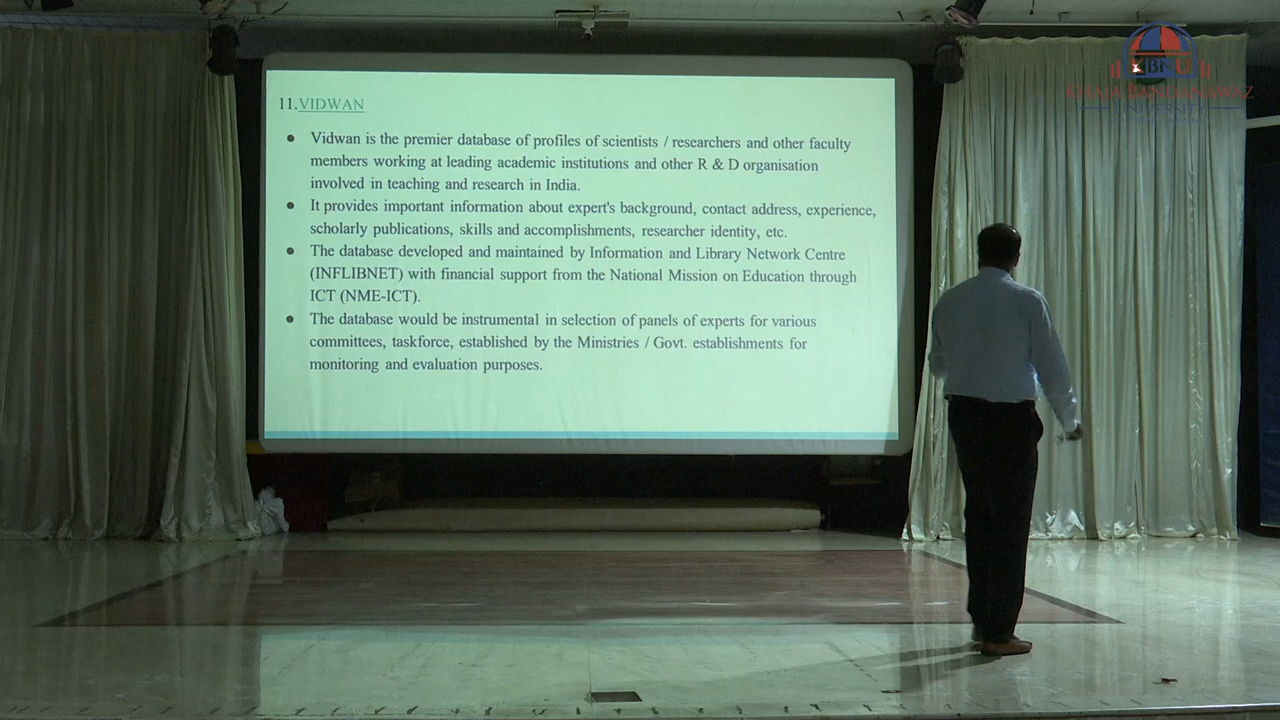 KBNU
KHAJA BANDANAWAZ
UNIVERSITY
11.VIDWAN
● Vidwan is the premier database of profiles of scientists / researchers and other faculty
members working at leading academic institutions and other R & D organisation
involved in teaching and research in India.
● It provides important information about expert's background, contact address, experience,
scholarly publications, skills and accomplishments, researcher identity, etc.
● The database developed and maintained by Information and Library Network Centre
(INFLIBNET) with financial support from the National Mission on Education through
ICT (NME-ICT).
● The database would be instrumental in selection of panels of experts for various
committees, taskforce, established by the Ministries / Govt. establishments for
monitoring and evaluation purposes.